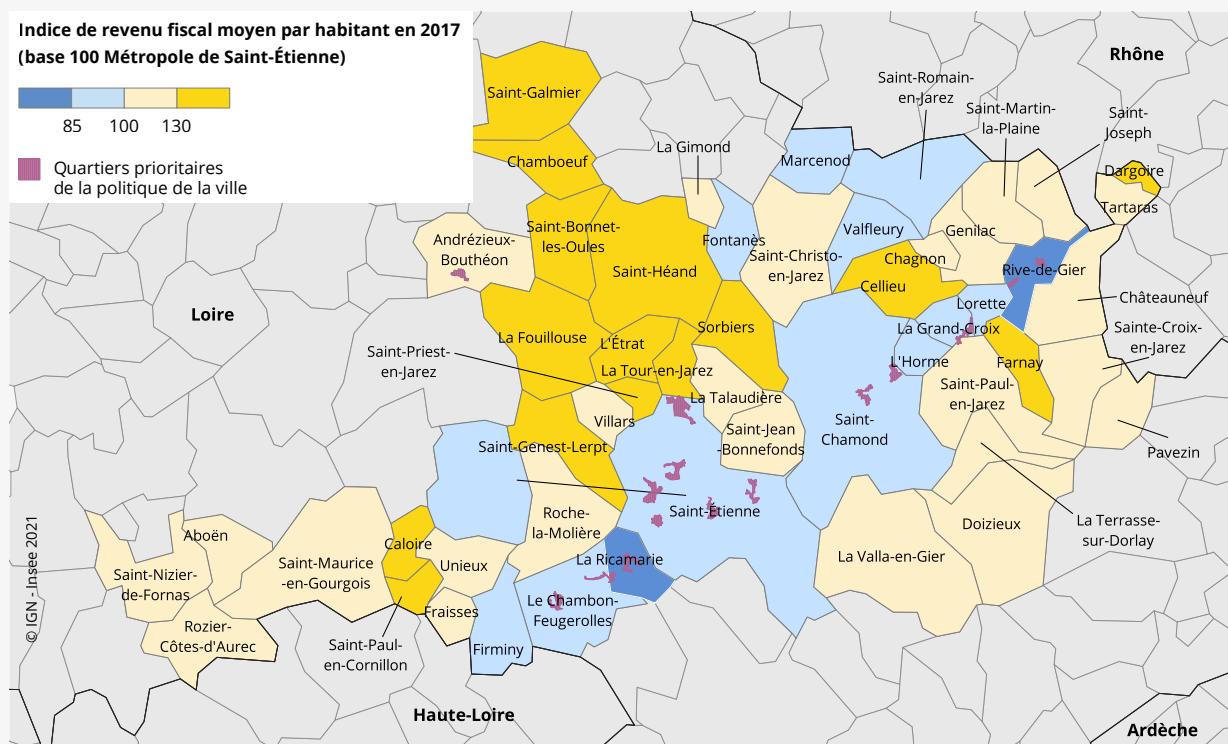 Indice de revenu fiscal moyen par habitant en 2017
(base 100 Métropole de Saint-Étienne)
85
100
130
Quartiers prioritaires
de la politique de la ville
Rhône
Saint-Galmier
Saint-Romain-
en-Jarez
Saint-Martin-
la-Plaine
Saint-
Joseph
La Gimond
Chamboeuf
Marcenod
Dargoire
Tartaras
Andrézieux-
Bouthéon
Saint-Bonnet-
les-Oules
Fontanès
Valfleury
Genilac
Saint-Héand
Saint-Christo-
en-Jarez
Chagnon
Rive-de-Gier
Cellieu
Châteauneuf
Loire
Lorette
La Fouillouse
L'Étrat
Sorbiers
La Grand-Croix
Sainte-Croix-
en-Jarez
Saint-Priest-
en-Jarez
La Tour-en-Jarez
L'Horme
Farnay
La Talaudière
Saint-Paul-
en-Jarez
Villars
Saint-Jean
-Bonnefonds
Saint-
Chamond
Saint-Genest-Lerpt
Pavezin
Saint-Étienne
Roche-
la-Molière
Doizieux
La Terrasse-
sur-Dorlay
Aboën
Caloire
Unieux
La Ricamarie
La Valla-en-Gier
Saint-Maurice
-en-Gourgois
Saint-Nizier-
de-Fornas
Fraisses
Le Chambon-
Feugerolles
Rozier-
Côtes-d'Aurec
Saint-Paul-
en-Cornillon
Firminy
Haute-Loire
Ardèche
© IGN - Insee 2021